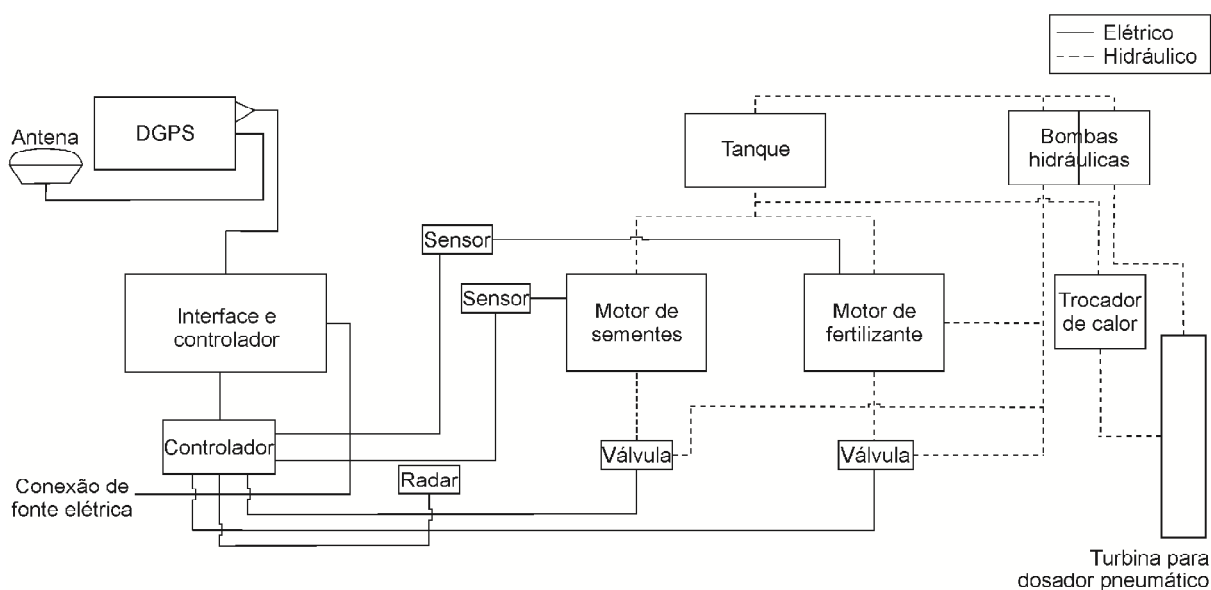 Elétrico
Hidráulico
DGPS
Antena
Tanque
Bombas
hidráulicas
Sensor
Sensor
Interface e
controlador
Motor de
sementes
Motor de
fertilizante
Trocador
de calor
Controlador
Válvula
Válvula
Radar
Conexão de
fonte elétrica
Turbina para
dosador pneumático